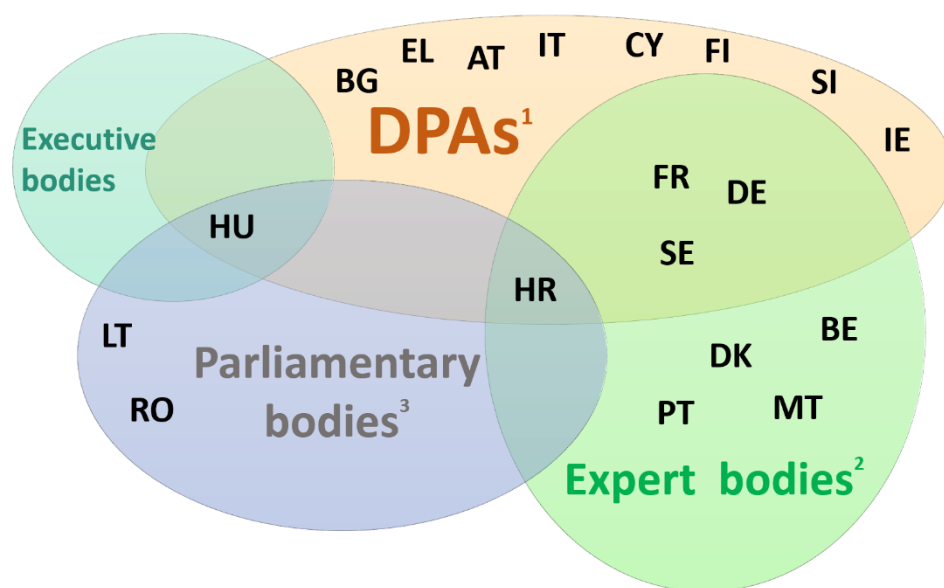 EL AT IT CY FI
BG SI
DPAs¹
IE
Executive
bodies
FR DE
HU
SE
HR
LT
BE
DK
Parliamentary
bodies³
RO
PT MT
Expert bodies²